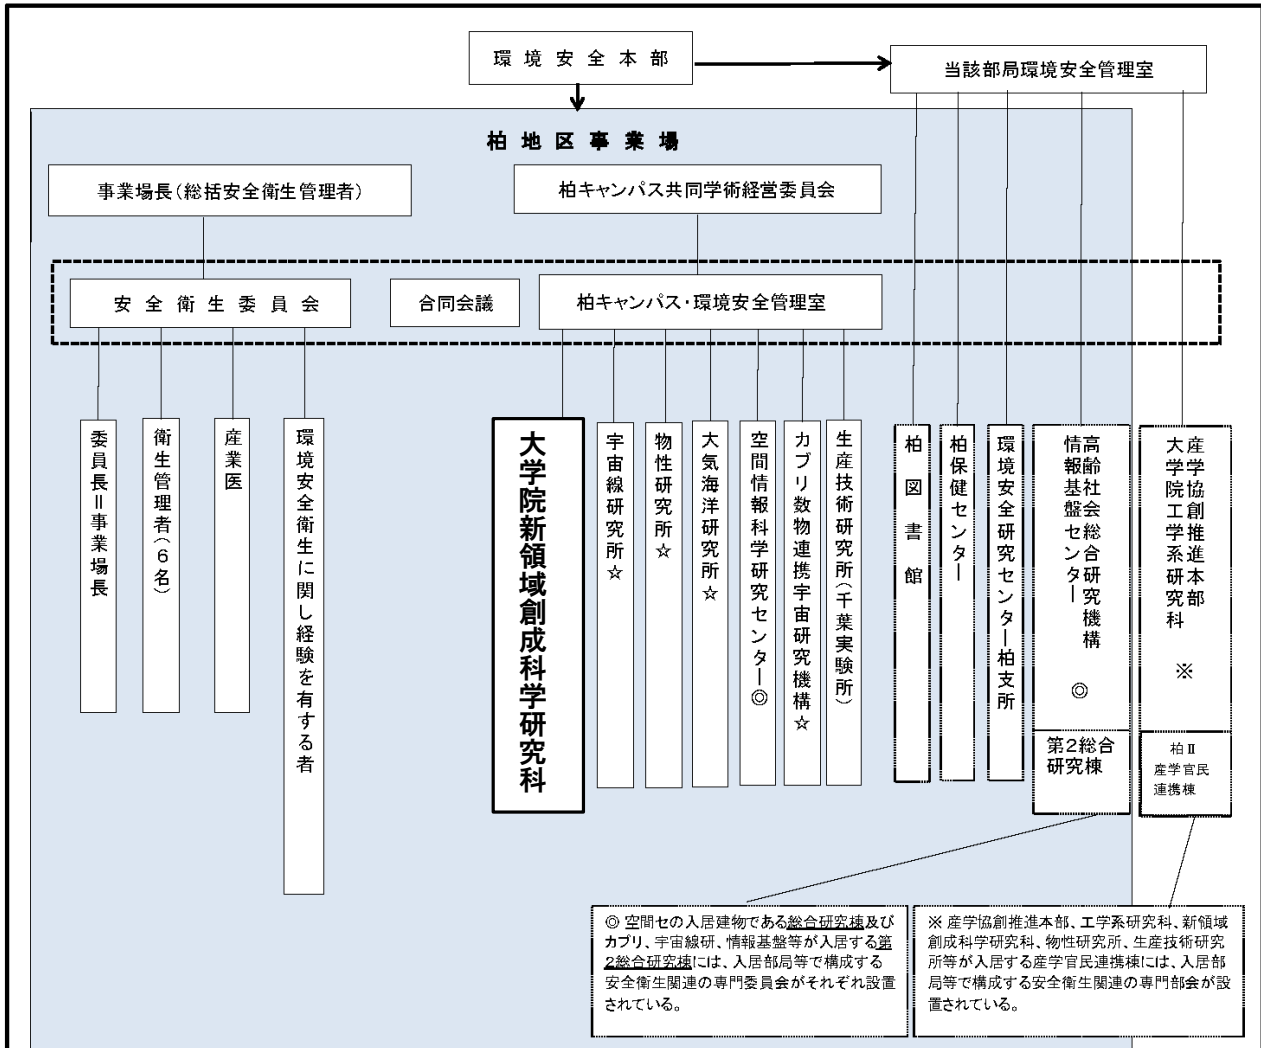 環境安全本部
当該部局環境安全管理室
柏地区事業場
事業場長(総括安全衛生管理者)
柏キャンパス共同学術経営委員会
安全衛生委員会
合同会議
柏キャンパス・環境安全管理室
委員長＝事業場長
衛生管理者(6名)
産業医
環境安全衛生に関し経験を有する者
大学院新領域創成科学研究科
宇宙線研究所☆
物性研究所☆
大気海洋研究所☆
空間情報科学研究センター◎
カブリ数物連携宇宙研究機構☆
生産技術研究所(千葉実験所)
柏図書館
柏保健センター
環境安全研究センター柏支所
高齢社会総合研究機構
情報基盤センター
◎
第2総合
研究棟
産学協創推進本部
大学院工学系研究科
※
柏Ⅱ
産学官民
連携棟
◎ 空間セの入居建物である総合研究棟及び
カブリ、宇宙線研、情報基盤等が入居する第
2総合研究棟には、入居部局等で構成する
安全衛生関連の専門委員会がそれぞれ設置
されている。
※ 産学協創推進本部、工学系研究科、新領域
創成科学研究科、物性研究所、生産技術研究
所等が入居する産学官民連携棟には、入居部
局等で構成する安全衛生関連の専門部会が設
置されている。